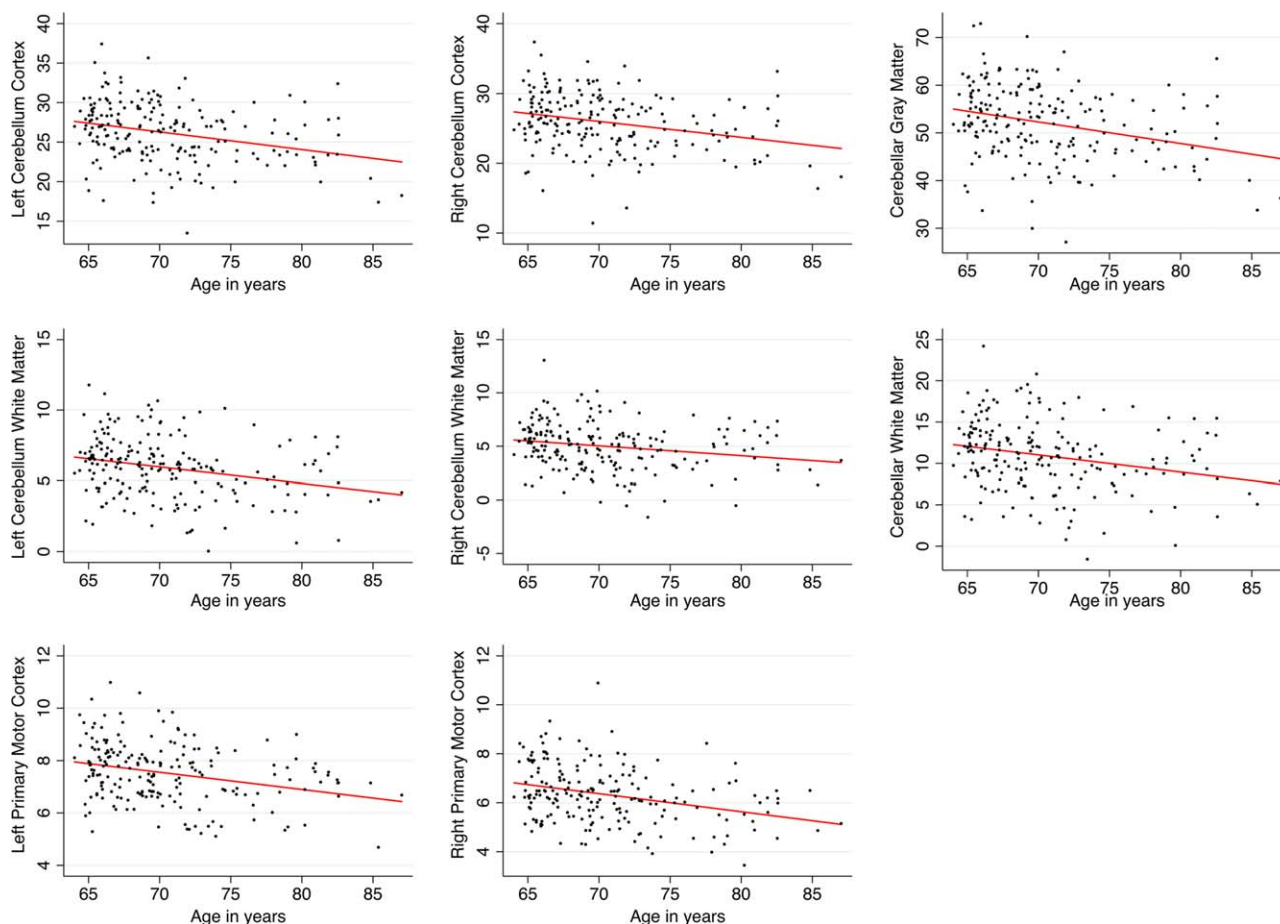 Left Cerebellum Cortex
40
35
30
25
20
15
65 70 75 80 85
Age in years
Right Cerebellum Cortex
40
30
20
10
65 70 75 80 85
Age in years
Cerebellar Gray Matter
70
60
50
40
30
65 70 75 80 85
Age in years
Left Cerebellum White Matter
15
10
5
0
65 70 75 80 85
Age in years
Right Cerebellum White Matter
15
10
5
0
-5
65 70 75 80 85
Age in years
Cerebellar White Matter
25
20
15
10
5
0
65 70 75 80 85
Age in years
Left Primary Motor Cortex
12
10
8
6
4
65 70 75 80 85
Age in years
Right Primary Motor Cortex
12
10
8
6
4
65 70 75 80 85
Age in years